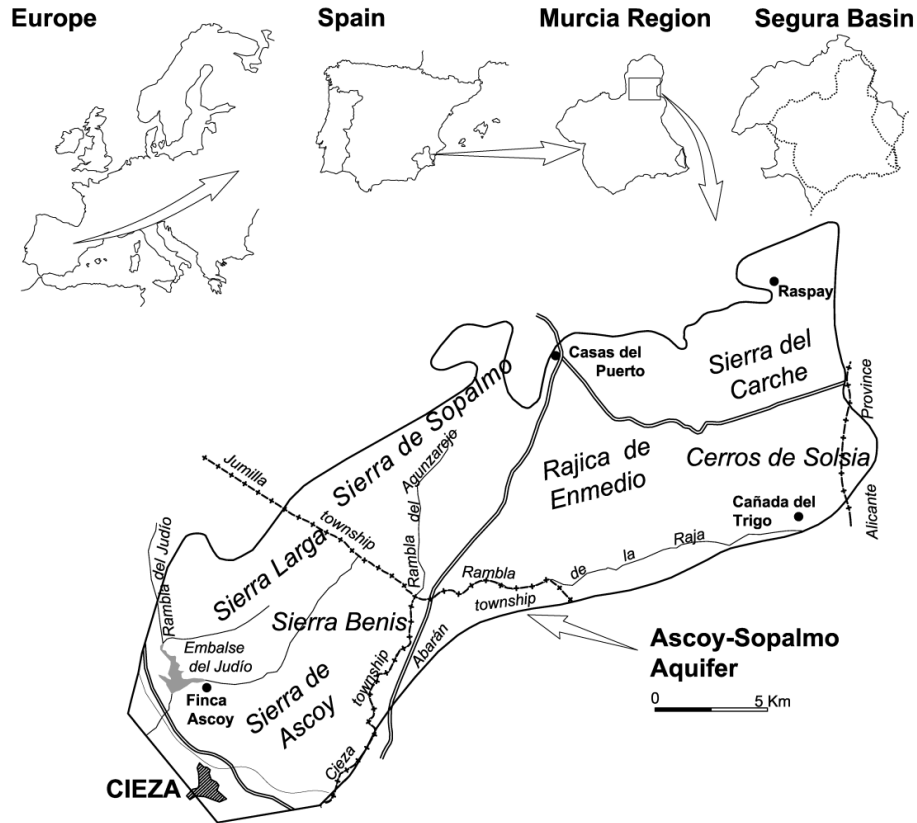 Europe
Spain
Murcia Region
Segura Basin
Raspay
Casas del
Puerto
Sierra del
Carche
Province
Alicante
Sierra de Sopalmo
Rambla del Agunzareje
Rajica de
Enmedio
Cerros de Solsia
Cañada del
Trigo
Jumilla township
Rambla del Judío
Sierra Larga
Rambla de la Raja
township
Abarán
Sierra Benis
Embalse
del Judío
Finca
Ascoy
Sierra de
Ascoy
Cieza township
CIEZA
Ascoy-Sopalmo
Aquifer
0 5 Km